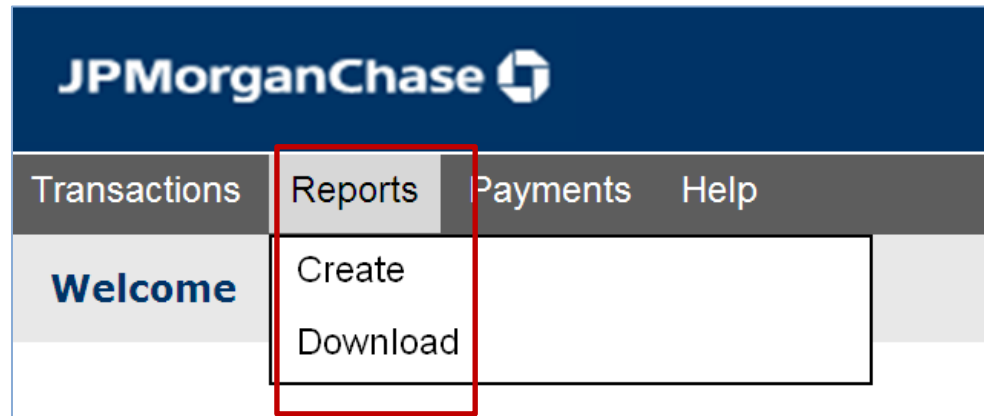 JPMorganChase
Transactions Reports Payments Help
Welcome
Create
Download